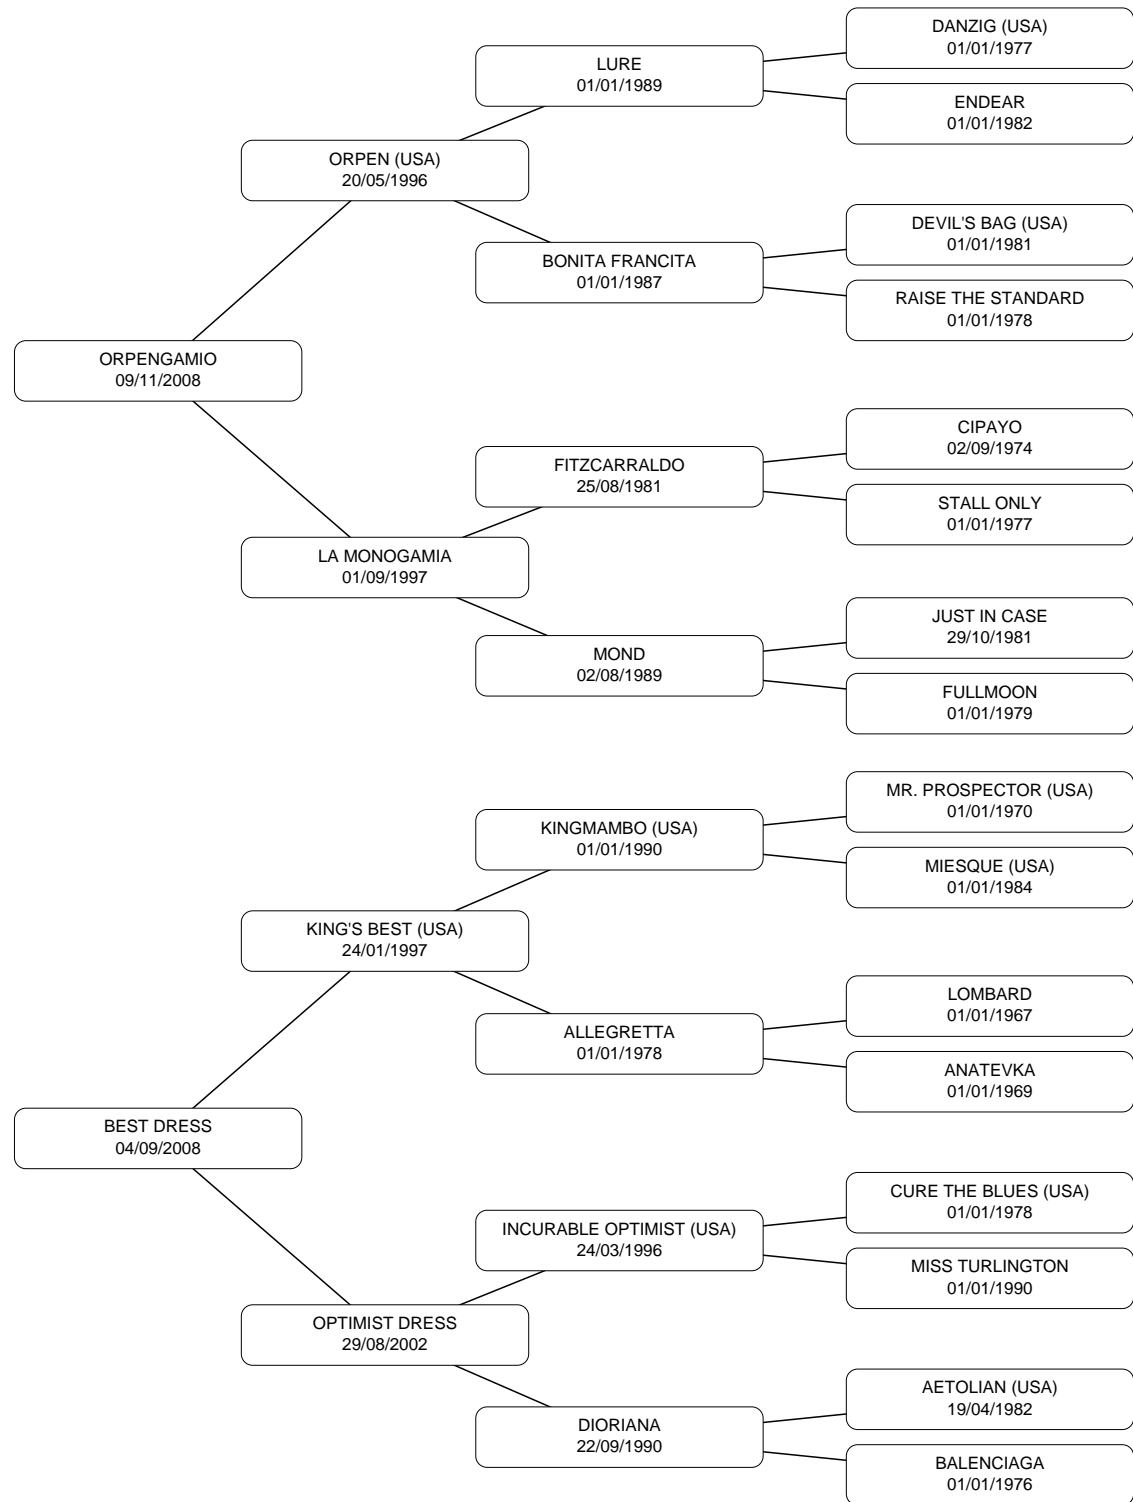 DANZIG (USA)
01/01/1977
LURE
01/01/1989
ENDEAR
01/01/1982
ORPEN (USA)
20/05/1996
DEVIL'S BAG (USA)
01/01/1981
BONITA FRANCITA
01/01/1987
RAISE THE STANDARD
01/01/1978
ORPENGAMIO
09/11/2008
CIPAYO
02/09/1974
FITZCARRALDO
25/08/1981
STALL ONLY
01/01/1977
LA MONOGAMIA
01/09/1997
JUST IN CASE
29/10/1981
MOND
02/08/1989
FULLMOON
01/01/1979
MR. PROSPECTOR (USA)
01/01/1970
KINGMAMBO (USA)
01/01/1990
MIESQUE (USA)
01/01/1984
KING'S BEST (USA)
24/01/1997
LOMBARD
01/01/1967
ALLEGRETTA
01/01/1978
ANATEVKA
01/01/1969
BEST DRESS
04/09/2008
CURE THE BLUES (USA)
01/01/1978
INCURABLE OPTIMIST (USA)
24/03/1996
MISS TURLINGTON
01/01/1990
OPTIMIST DRESS
29/08/2002
AETOLIAN (USA)
19/04/1982
DIORIANA
22/09/1990
BALENCIAGA
01/01/1976